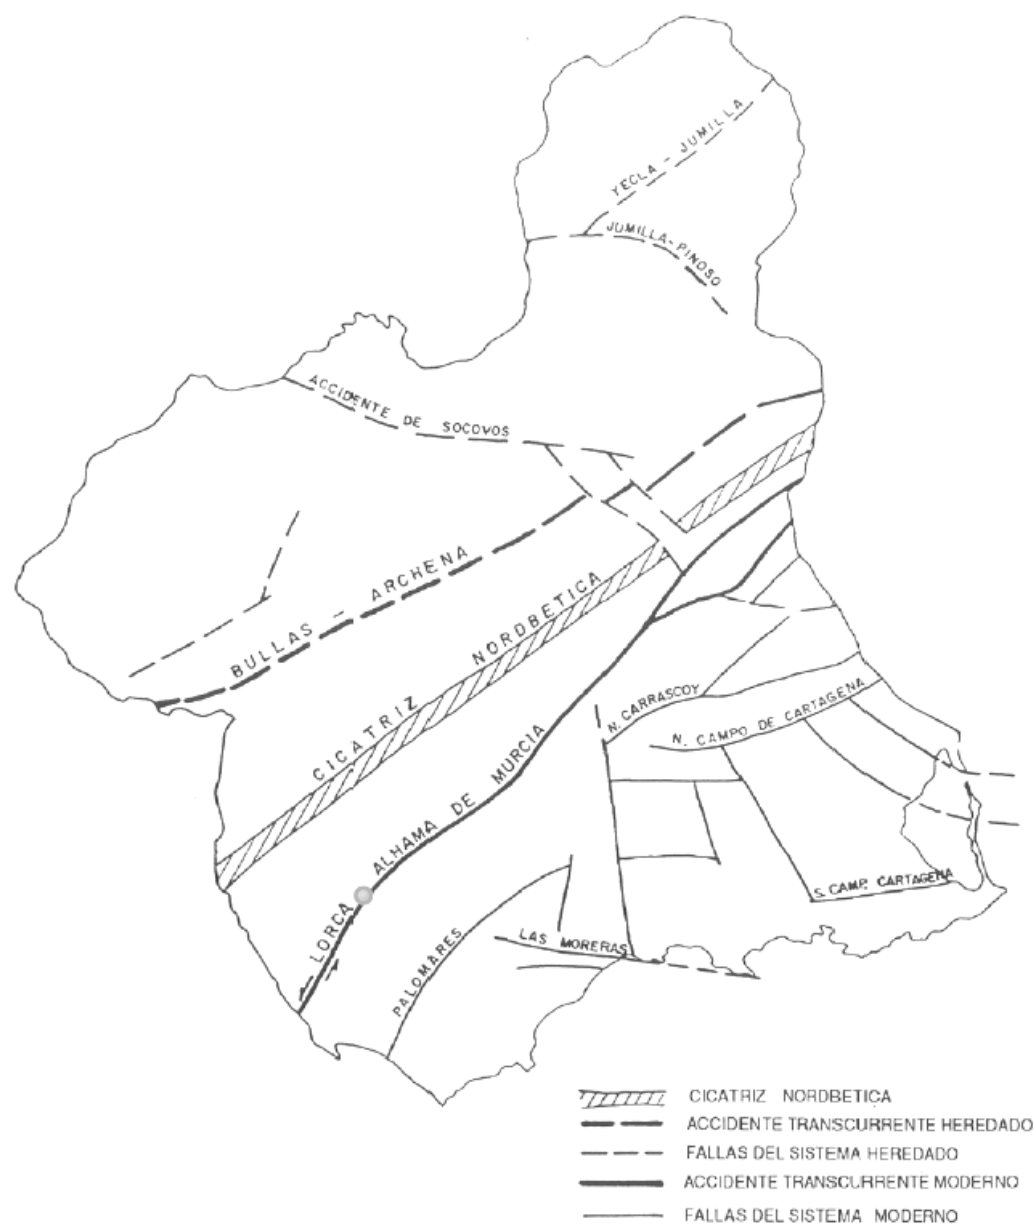 YECLA - JUMILLA
JUMILLA-PINOSO
ACCIDENTE DE SOCOVOS
BULLAS - ARCHENA
CICATRIZ NORDBETICA
N. CARRASCOY
N. CAMPO DE CARTAGENA
LORCA ALHAMA DE MURCIA
S. CAMP. CARTAGENA
PALOMARES
LAS MORERAS
CICATRIZ NORDBETICA
ACCIDENTE TRANSCURRENTE HEREDADO
FALLAS DEL SISTEMA HEREDADO
ACCIDENTE TRANSCURRENTE MODERNO
FALLAS DEL SISTEMA MODERNO